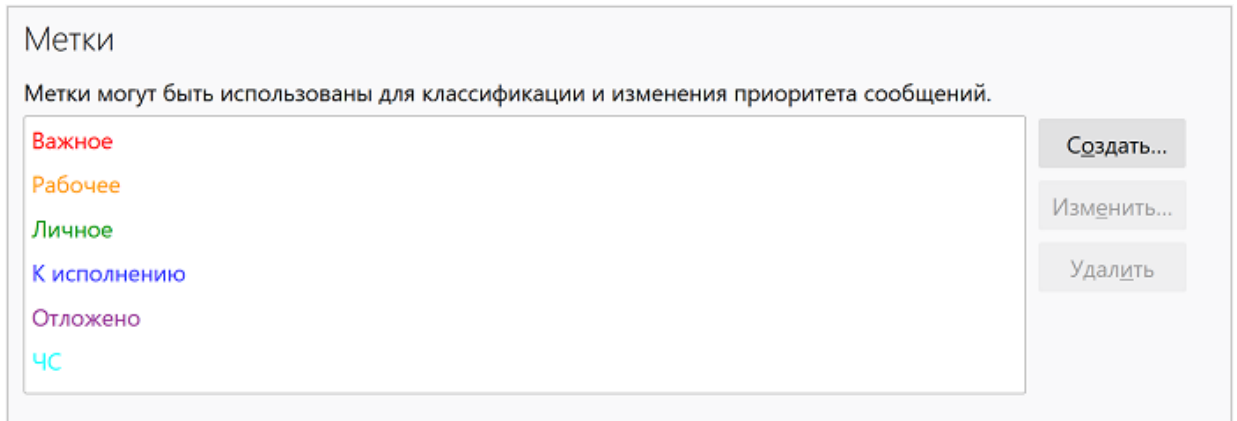 Метки
Метки могут быть использованы для классификации и изменения приоритета сообщений.
Важное
Рабочее
Личное
К исполнению
Отложено
ЧС
Создать...
Изменить...
Удалить